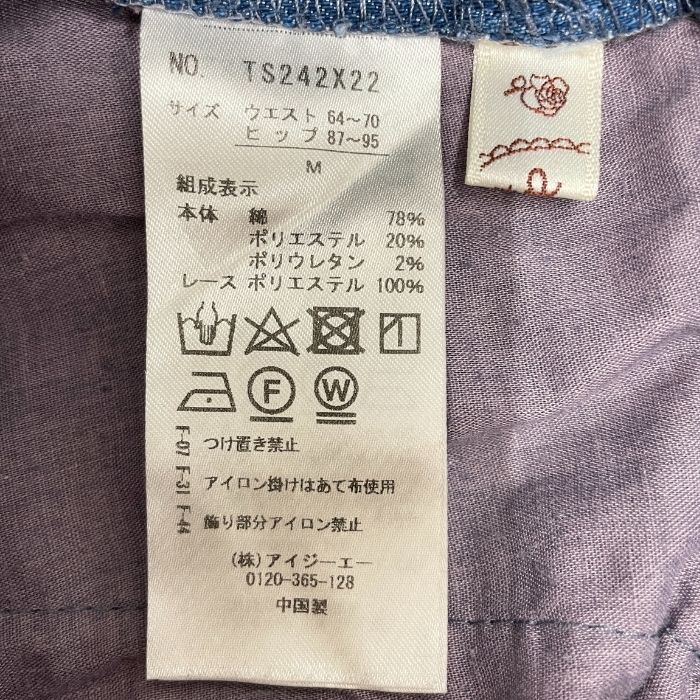 NO. TS242X22
サイズ ウエスト 64～70
ヒップ 87～95
M
組成表示
本体 綿 78%
ポリエステル 20%
ポリウレタン 2%
レース ポリエステル 100%
F W
F-07 つけ置き禁止
F-31 アイロン掛けはあて布使用
F-44 飾り部分アイロン禁止
(株)アイジーエー
0120-365-128
中国製